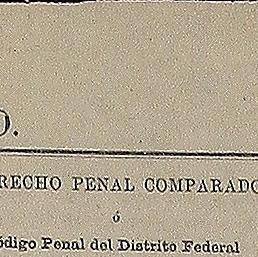 O.
RECHO PENAL COMPARADO
ó
ódigo Penal del Distrito Federal